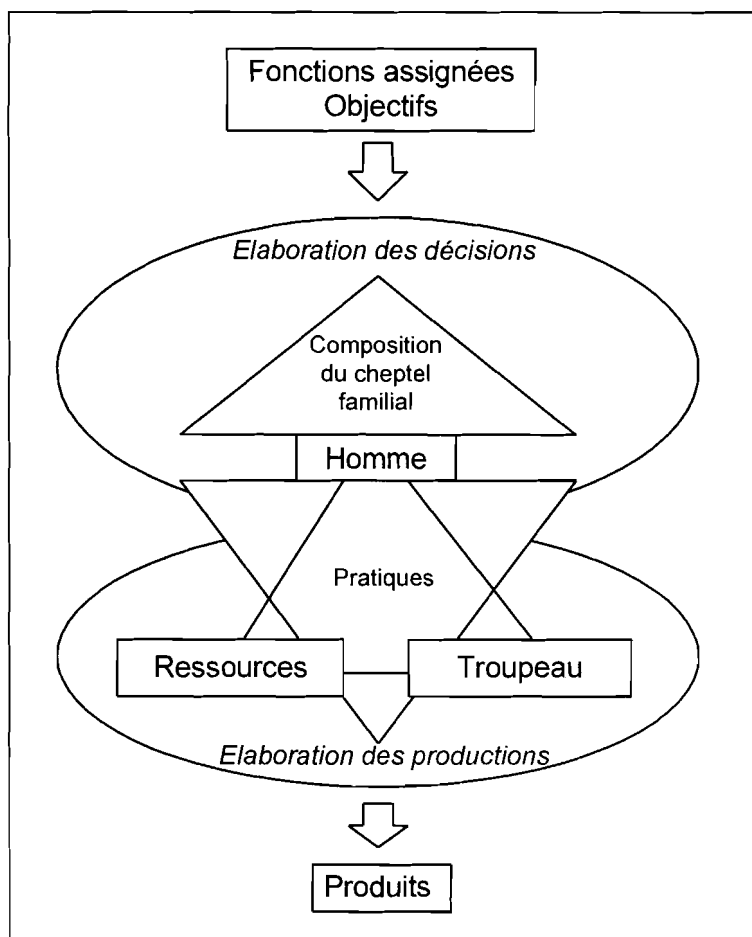 Fonctions assignées
Objectifs
Elaboration des décisions
Composition
du cheptel
familial
Homme
Pratiques
Ressources
Troupeau
Elaboration des productions
Produits